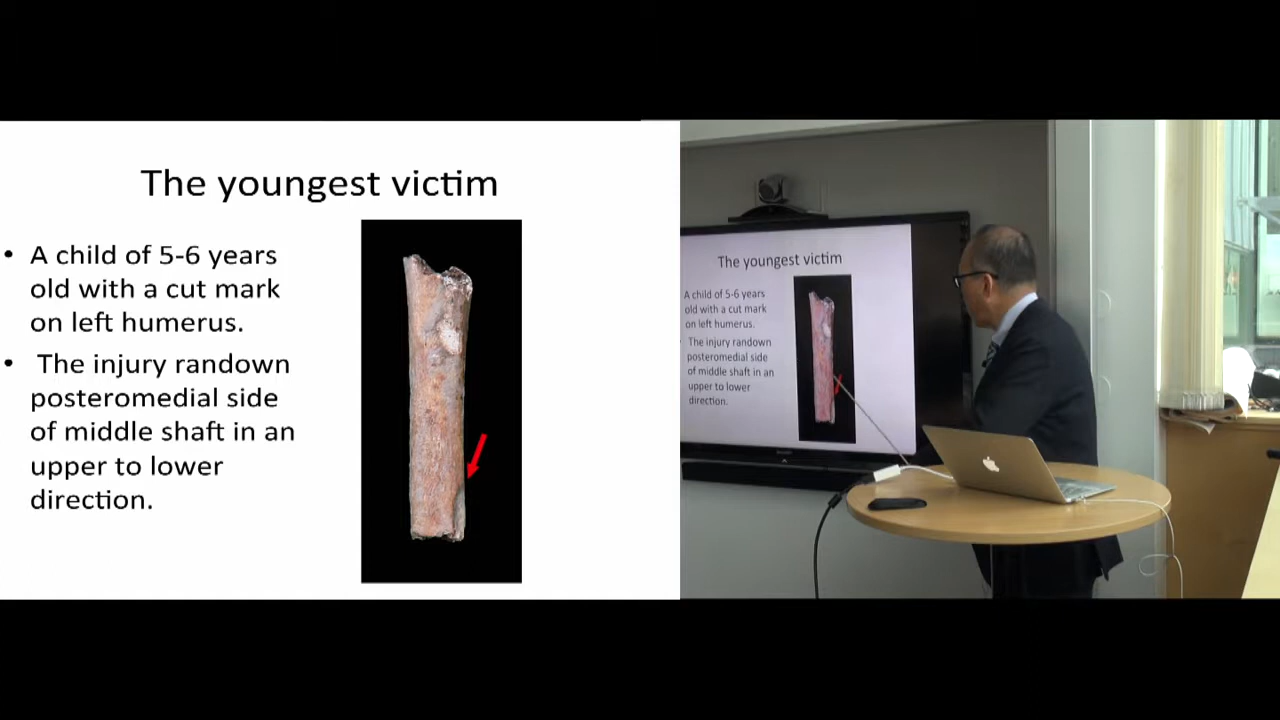 The youngest victim
• A child of 5-6 years
old with a cut mark
on left humerus.
• The injury randown
posteromedial side
of middle shaft in an
upper to lower
direction.
The youngest victim
A child of 5-6 years
old with a cut mark
on left humerus.
The injury randown
posteromedial side
of middle shaft in an
upper to lower
direction.